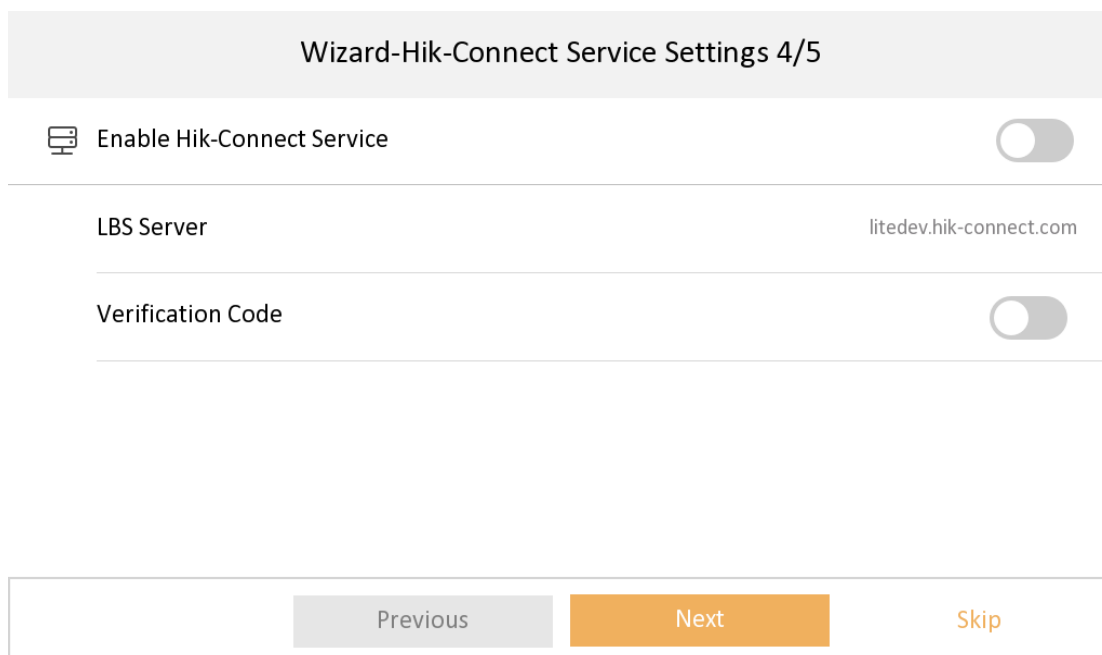 Wizard-Hik-Connect Service Settings 4/5
Enable Hik-Connect Service
LBS Server litedev.hik-connect.com
Verification Code
Previous Next Skip